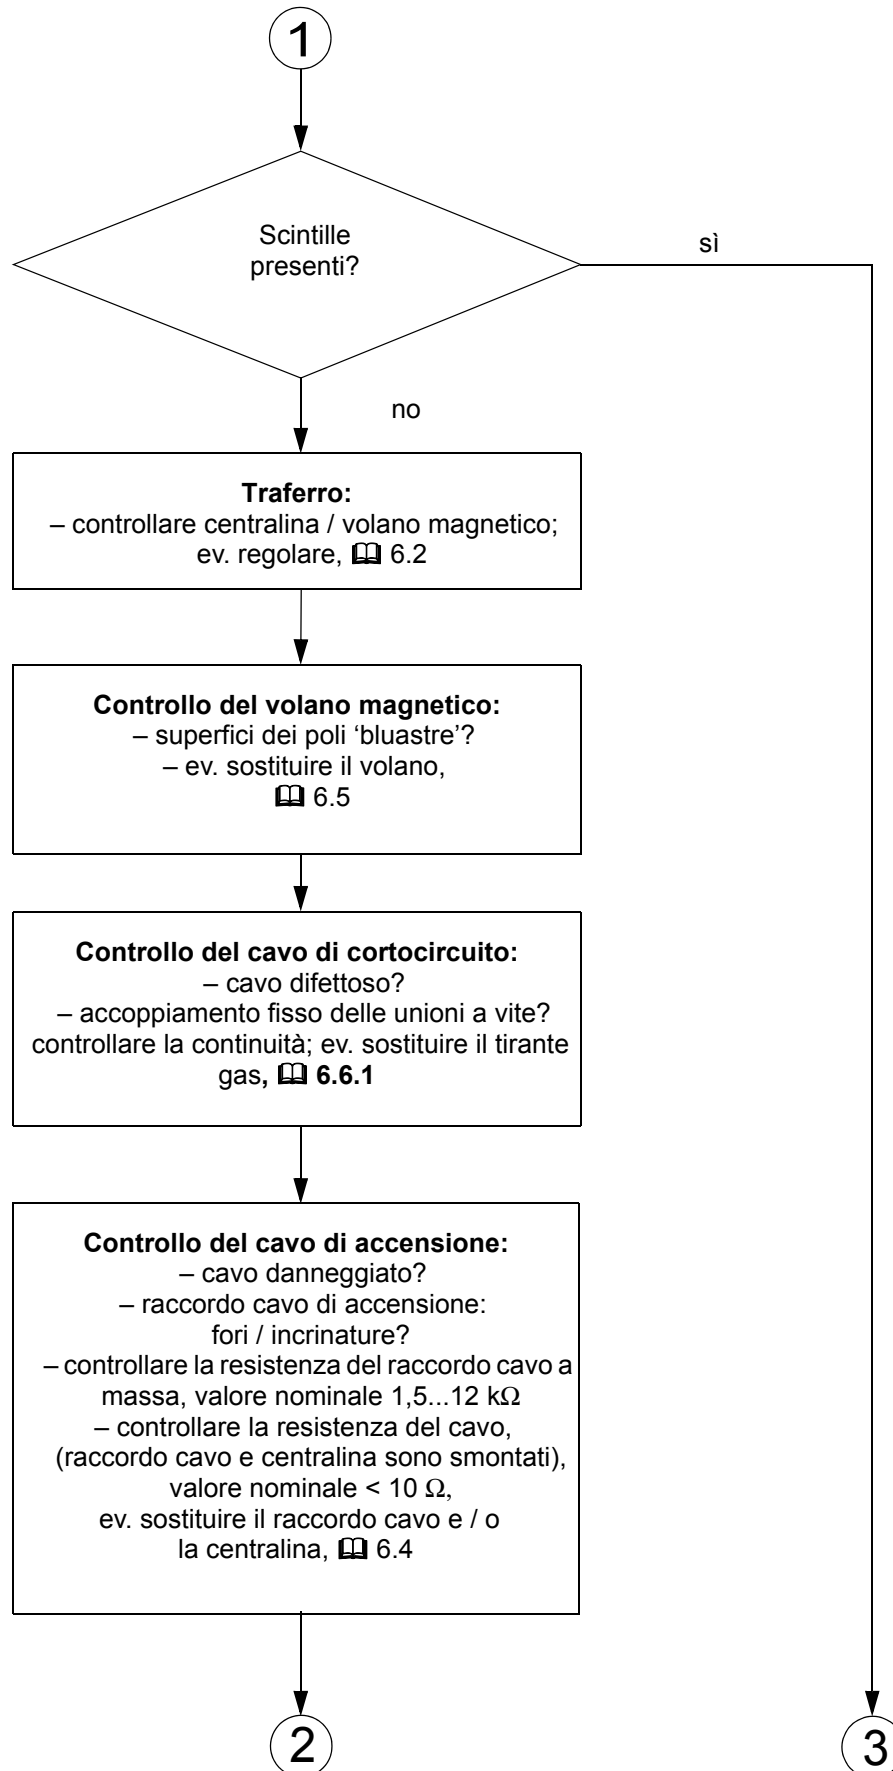 1
Scintille
presenti?
sì
no
Traferro:
– controllare centralina / volano magnetico;
ev. regolare, 🕮 6.2
Controllo del volano magnetico:
– superfici dei poli ‘bluastre’?
– ev. sostituire il volano,
🕮 6.5
Controllo del cavo di cortocircuito:
– cavo difettoso?
– accoppiamento fisso delle unioni a vite?
controllare la continuità; ev. sostituire il tirante
gas, 🕮 6.6.1
Controllo del cavo di accensione:
– cavo danneggiato?
– raccordo cavo di accensione:
fori / incrinature?
– controllare la resistenza del raccordo cavo a
massa, valore nominale 1,5...12 kΩ
– controllare la resistenza del cavo,
(raccordo cavo e centralina sono smontati),
valore nominale < 10 Ω,
ev. sostituire il raccordo cavo e / o
la centralina, 🕮 6.4
2
3